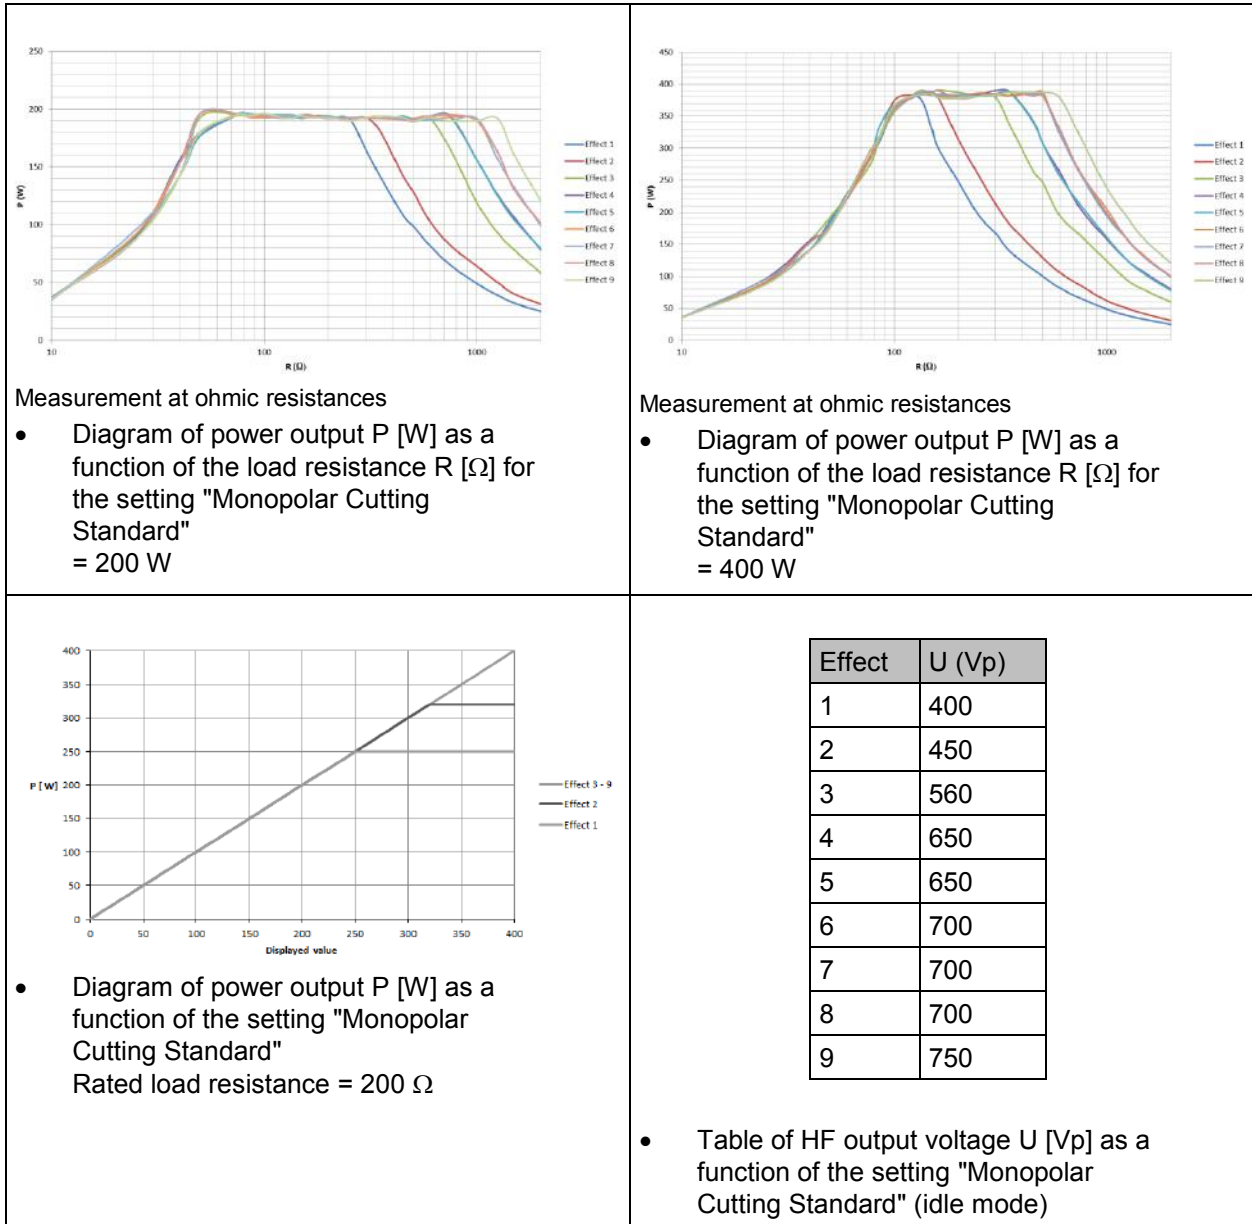 250
200
150
100
50
0
10
100
1000
P (W)
R (Ω)
Effect 1
Effect 2
Effect 3
Effect 4
Effect 5
Effect 6
Effect 7
Effect 8
Effect 9
Measurement at ohmic resistances
• Diagram of power output P [W] as a
function of the load resistance R [Ω] for
the setting "Monopolar Cutting
Standard"
= 200 W
450
400
350
300
250
200
150
100
50
0
10
100
1000
P (W)
R (Ω)
Effect 1
Effect 2
Effect 3
Effect 4
Effect 5
Effect 6
Effect 7
Effect 8
Effect 9
Measurement at ohmic resistances
• Diagram of power output P [W] as a
function of the load resistance R [Ω] for
the setting "Monopolar Cutting
Standard"
= 400 W
400
350
300
250
P [W] 200
150
100
50
0
0 50 100 150 200 250 300 350 400
Displayed value
Effect 3 - 9
Effect 2
Effect 1
• Diagram of power output P [W] as a
function of the setting "Monopolar
Cutting Standard"
Rated load resistance = 200 Ω
Effect U (Vp)
1 400
2 450
3 560
4 650
5 650
6 700
7 700
8 700
9 750
• Table of HF output voltage U [Vp] as a
function of the setting "Monopolar
Cutting Standard" (idle mode)